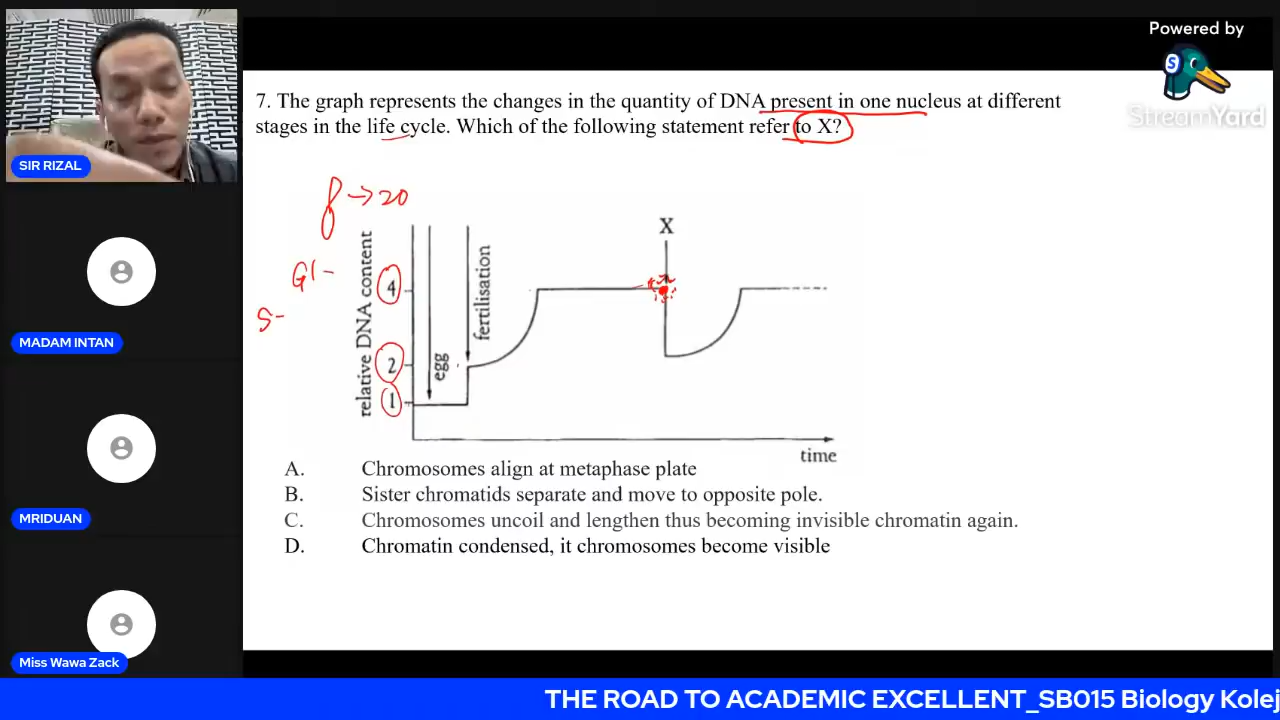 Powered by
S
StreamYard
7. The graph represents the changes in the quantity of DNA present in one nucleus at different
stages in the life cycle. Which of the following statement refer to X?
SIR RIZAL
→ 20
G1 -
S -
X
relative DNA content
4
2
1
egg
fertilisation
time
MADAM INTAN
A. Chromosomes align at metaphase plate
B. Sister chromatids separate and move to opposite pole.
C. Chromosomes uncoil and lengthen thus becoming invisible chromatin again.
D. Chromatin condensed, it chromosomes become visible
MRIDUAN
Miss Wawa Zack
THE ROAD TO ACADEMIC EXCELLENT_SB015 Biology Kolej